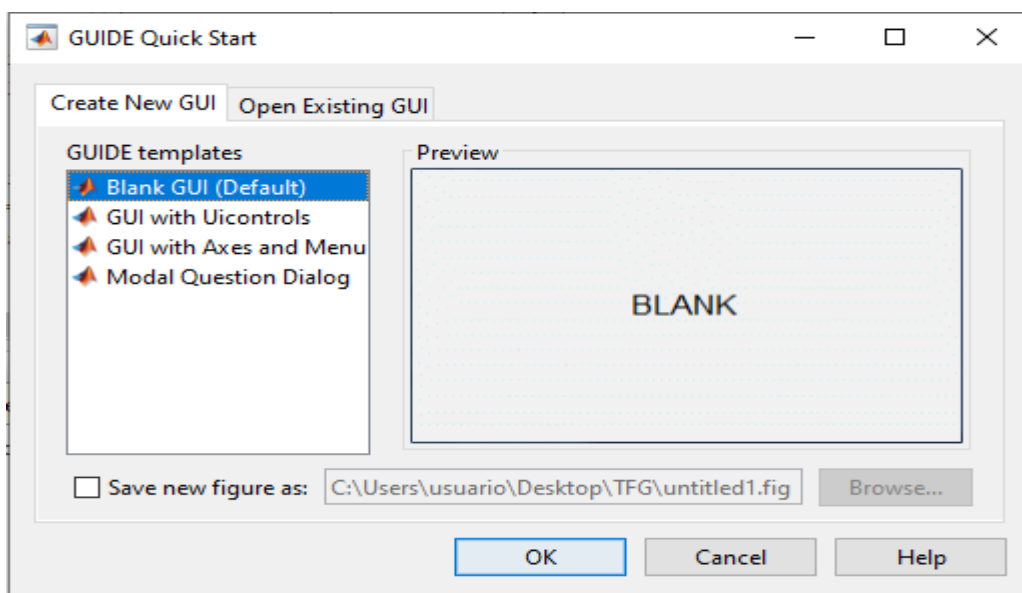 GUIDE Quick Start
Create New GUI
Open Existing GUI
GUIDE templates
Blank GUI (Default)
GUI with Uicontrols
GUI with Axes and Menu
Modal Question Dialog
Preview
BLANK
Save new figure as:
C:\Users\usuario\Desktop\TFG\untitled1.fig
Browse...
OK
Cancel
Help